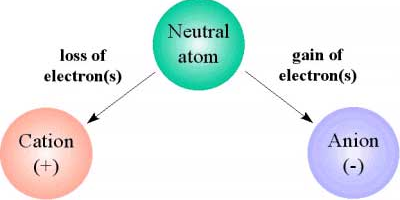 Neutral
atom
loss of
electron(s)
gain of
electron(s)
Cation
(+)
Anion
(-)